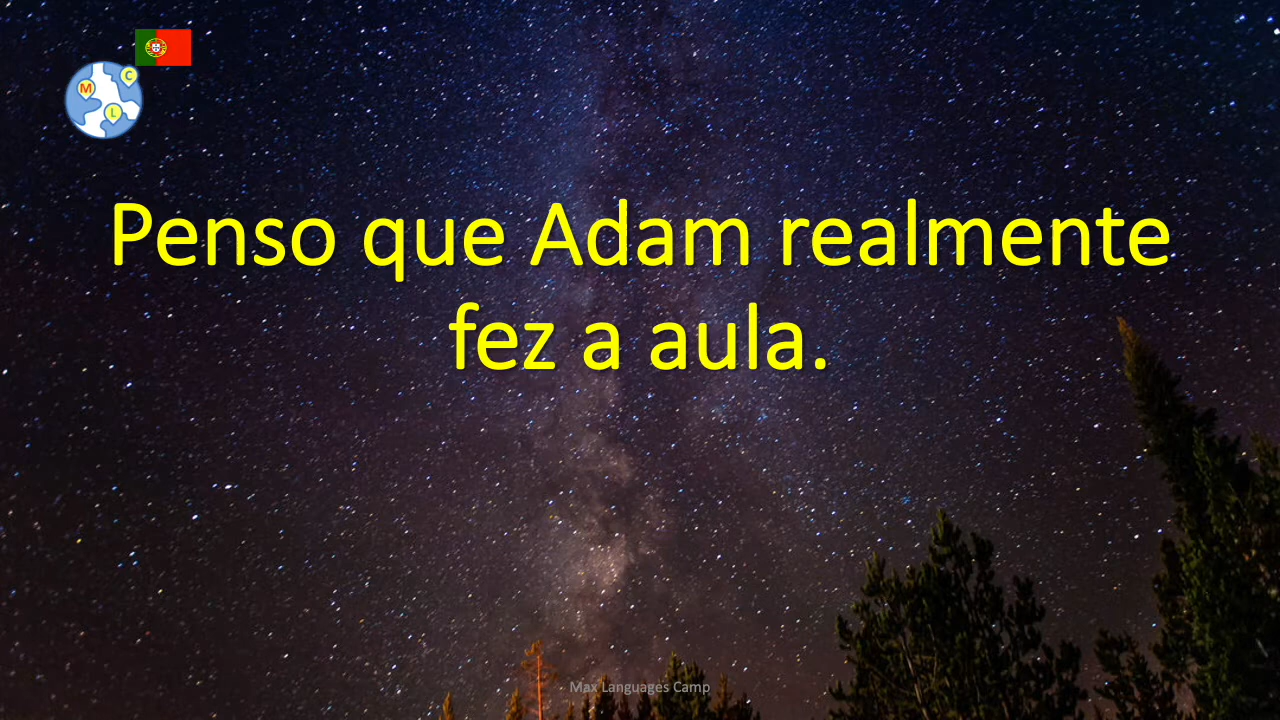 C
M
L
Penso que Adam realmente
fez a aula.
Max Languages Camp